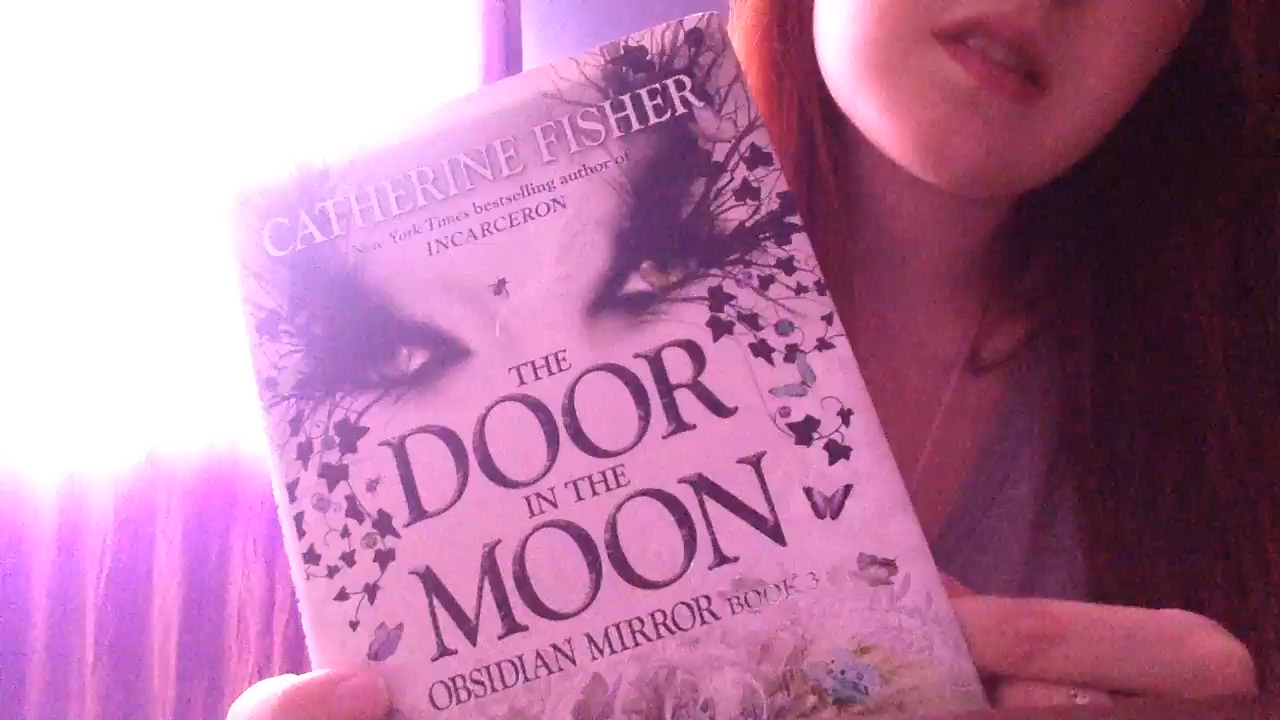 CATHERINE FISHER
New York Times bestselling author of
INCARCERON
THE
DOOR
IN THE
MOON
OBSIDIAN MIRROR BOOK 3